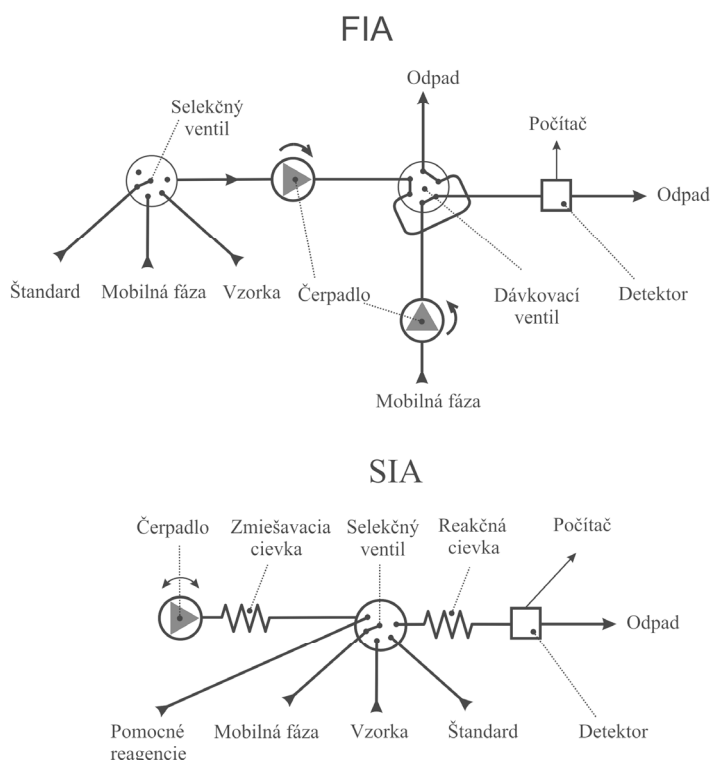 FIA
Odpad
Selekčný
ventil
Počítač
Odpad
Štandard
Mobilná fáza
Vzorka
Čerpadlo
Dávkovací
ventil
Detektor
Mobilná fáza
SIA
Čerpadlo
Zmiešavacia
cievka
Selekčný
ventil
Reakčná
cievka
Počítač
Odpad
Pomocné
reagencie
Mobilná fáza
Vzorka
Štandard
Detektor